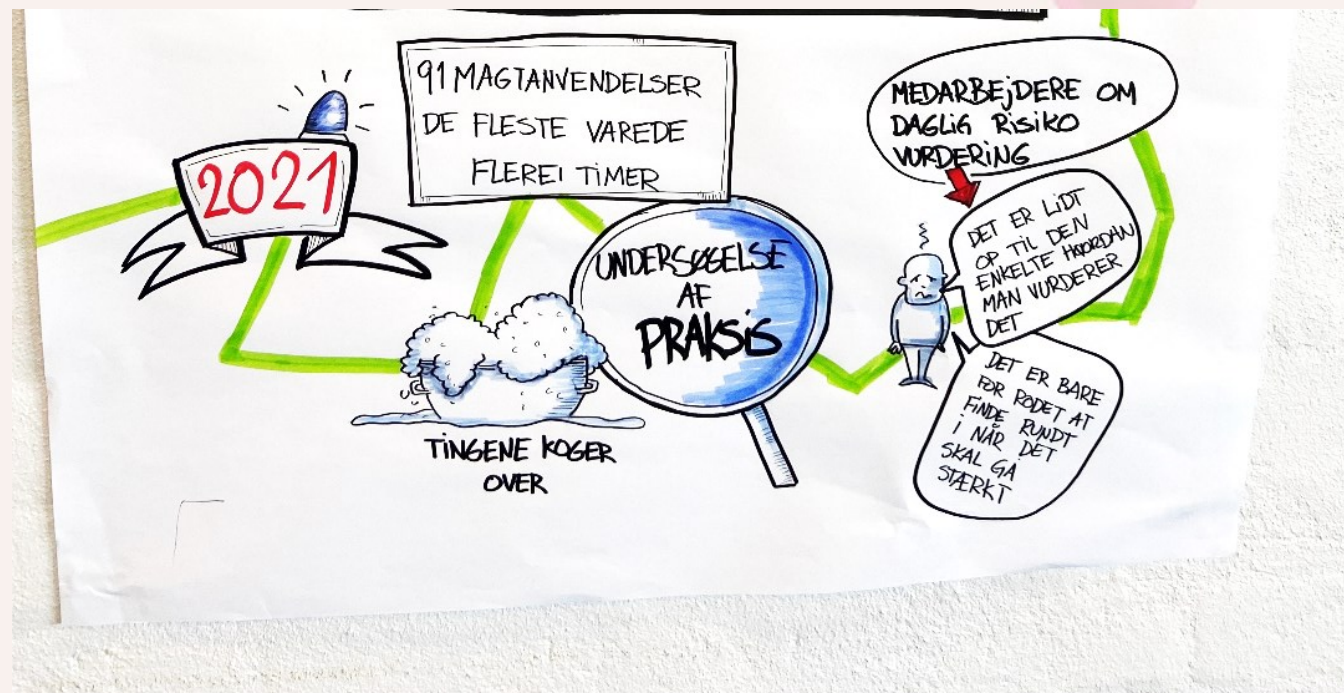 2021
91 MAGTANVENDELSER
DE FLESTE VAREDE
FLEREI TIMER
UNDERSØGELSE
AF
PRAKSIS
TINGENE KOGER
OVER
MEDARBEJDERE OM
DAGLIG RISIKO
VURDERING
DET ER LIDT
OP TIL DEN
ENKELTE HVORDAN
MAN VURDERER
DET
DET ER BARE
FOR RODET AT
FINDE RUNDT
I NÅR DET
SKAL GÅ
STÆRKT